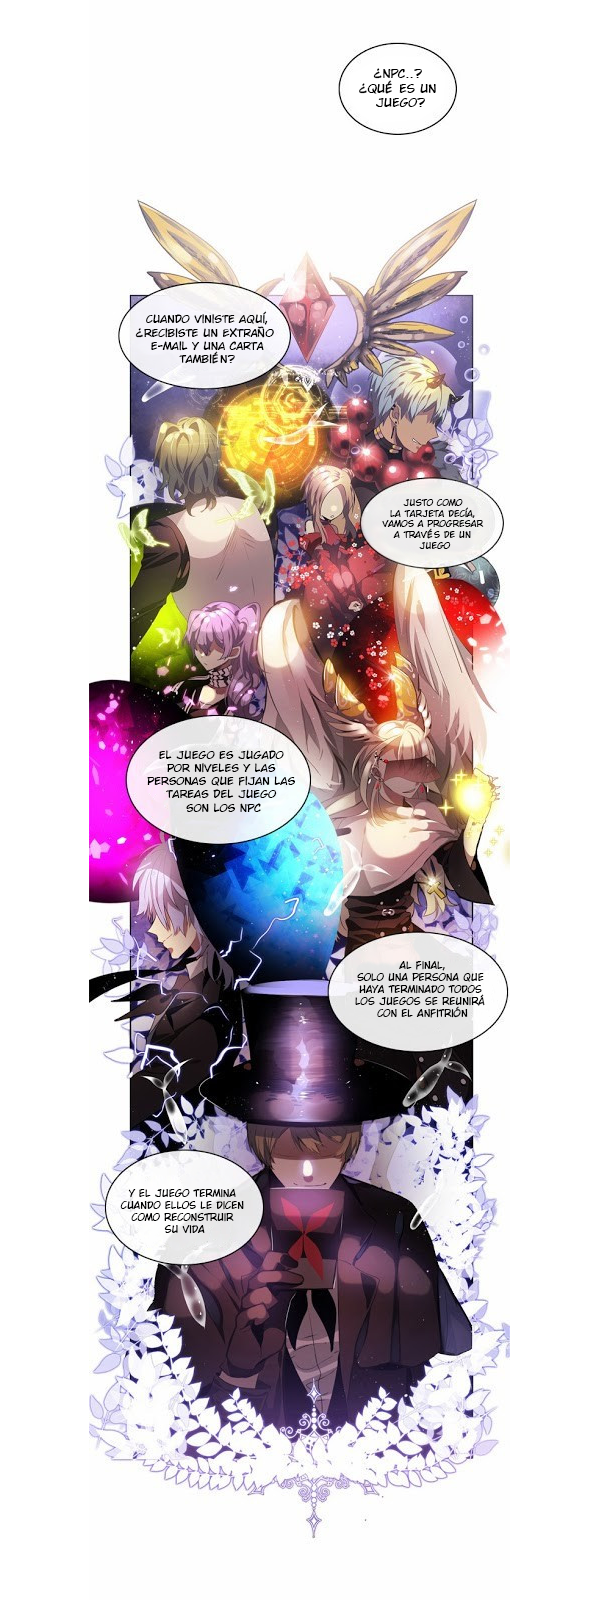 ¿NPC..?
¿QUÉ ES UN
JUEGO?
CUANDO VINISTE AQUÍ,
¿RECIBISTE UN EXTRAÑO
E-MAIL Y UNA CARTA
TAMBIÉN?
JUSTO COMO
LA TARJETA DECÍA,
VAMOS A PROGRESAR
A TRAVÉS DE UN
JUEGO
EL JUEGO ES JUGADO
POR NIVELES Y LAS
PERSONAS QUE FIJAN LAS
TAREAS DEL JUEGO
SON LOS NPC
AL FINAL,
SOLO UNA PERSONA QUE
HAYA TERMINADO TODOS
LOS JUEGOS SE REUNIRÁ
CON EL ANFITRIÓN
Y EL JUEGO TERMINA
CUANDO ELLOS LE DICEN
COMO RECONSTRUIR
SU VIDA